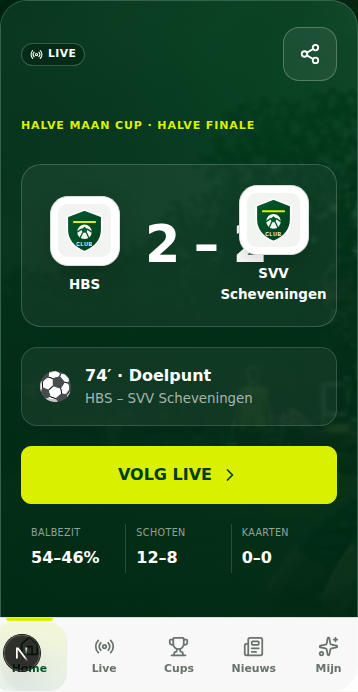 LIVE
HALVE MAAN CUP · HALVE FINALE
CLUB
CLUB
2 – 2
HBS
SVV
Scheveningen
74′ · Doelpunt
HBS – SVV Scheveningen
VOLG LIVE
BALBEZIT
SCHOTEN
KAARTEN
54–46%
12–8
0–0
N
Home
Live
Cups
Nieuws
Mijn